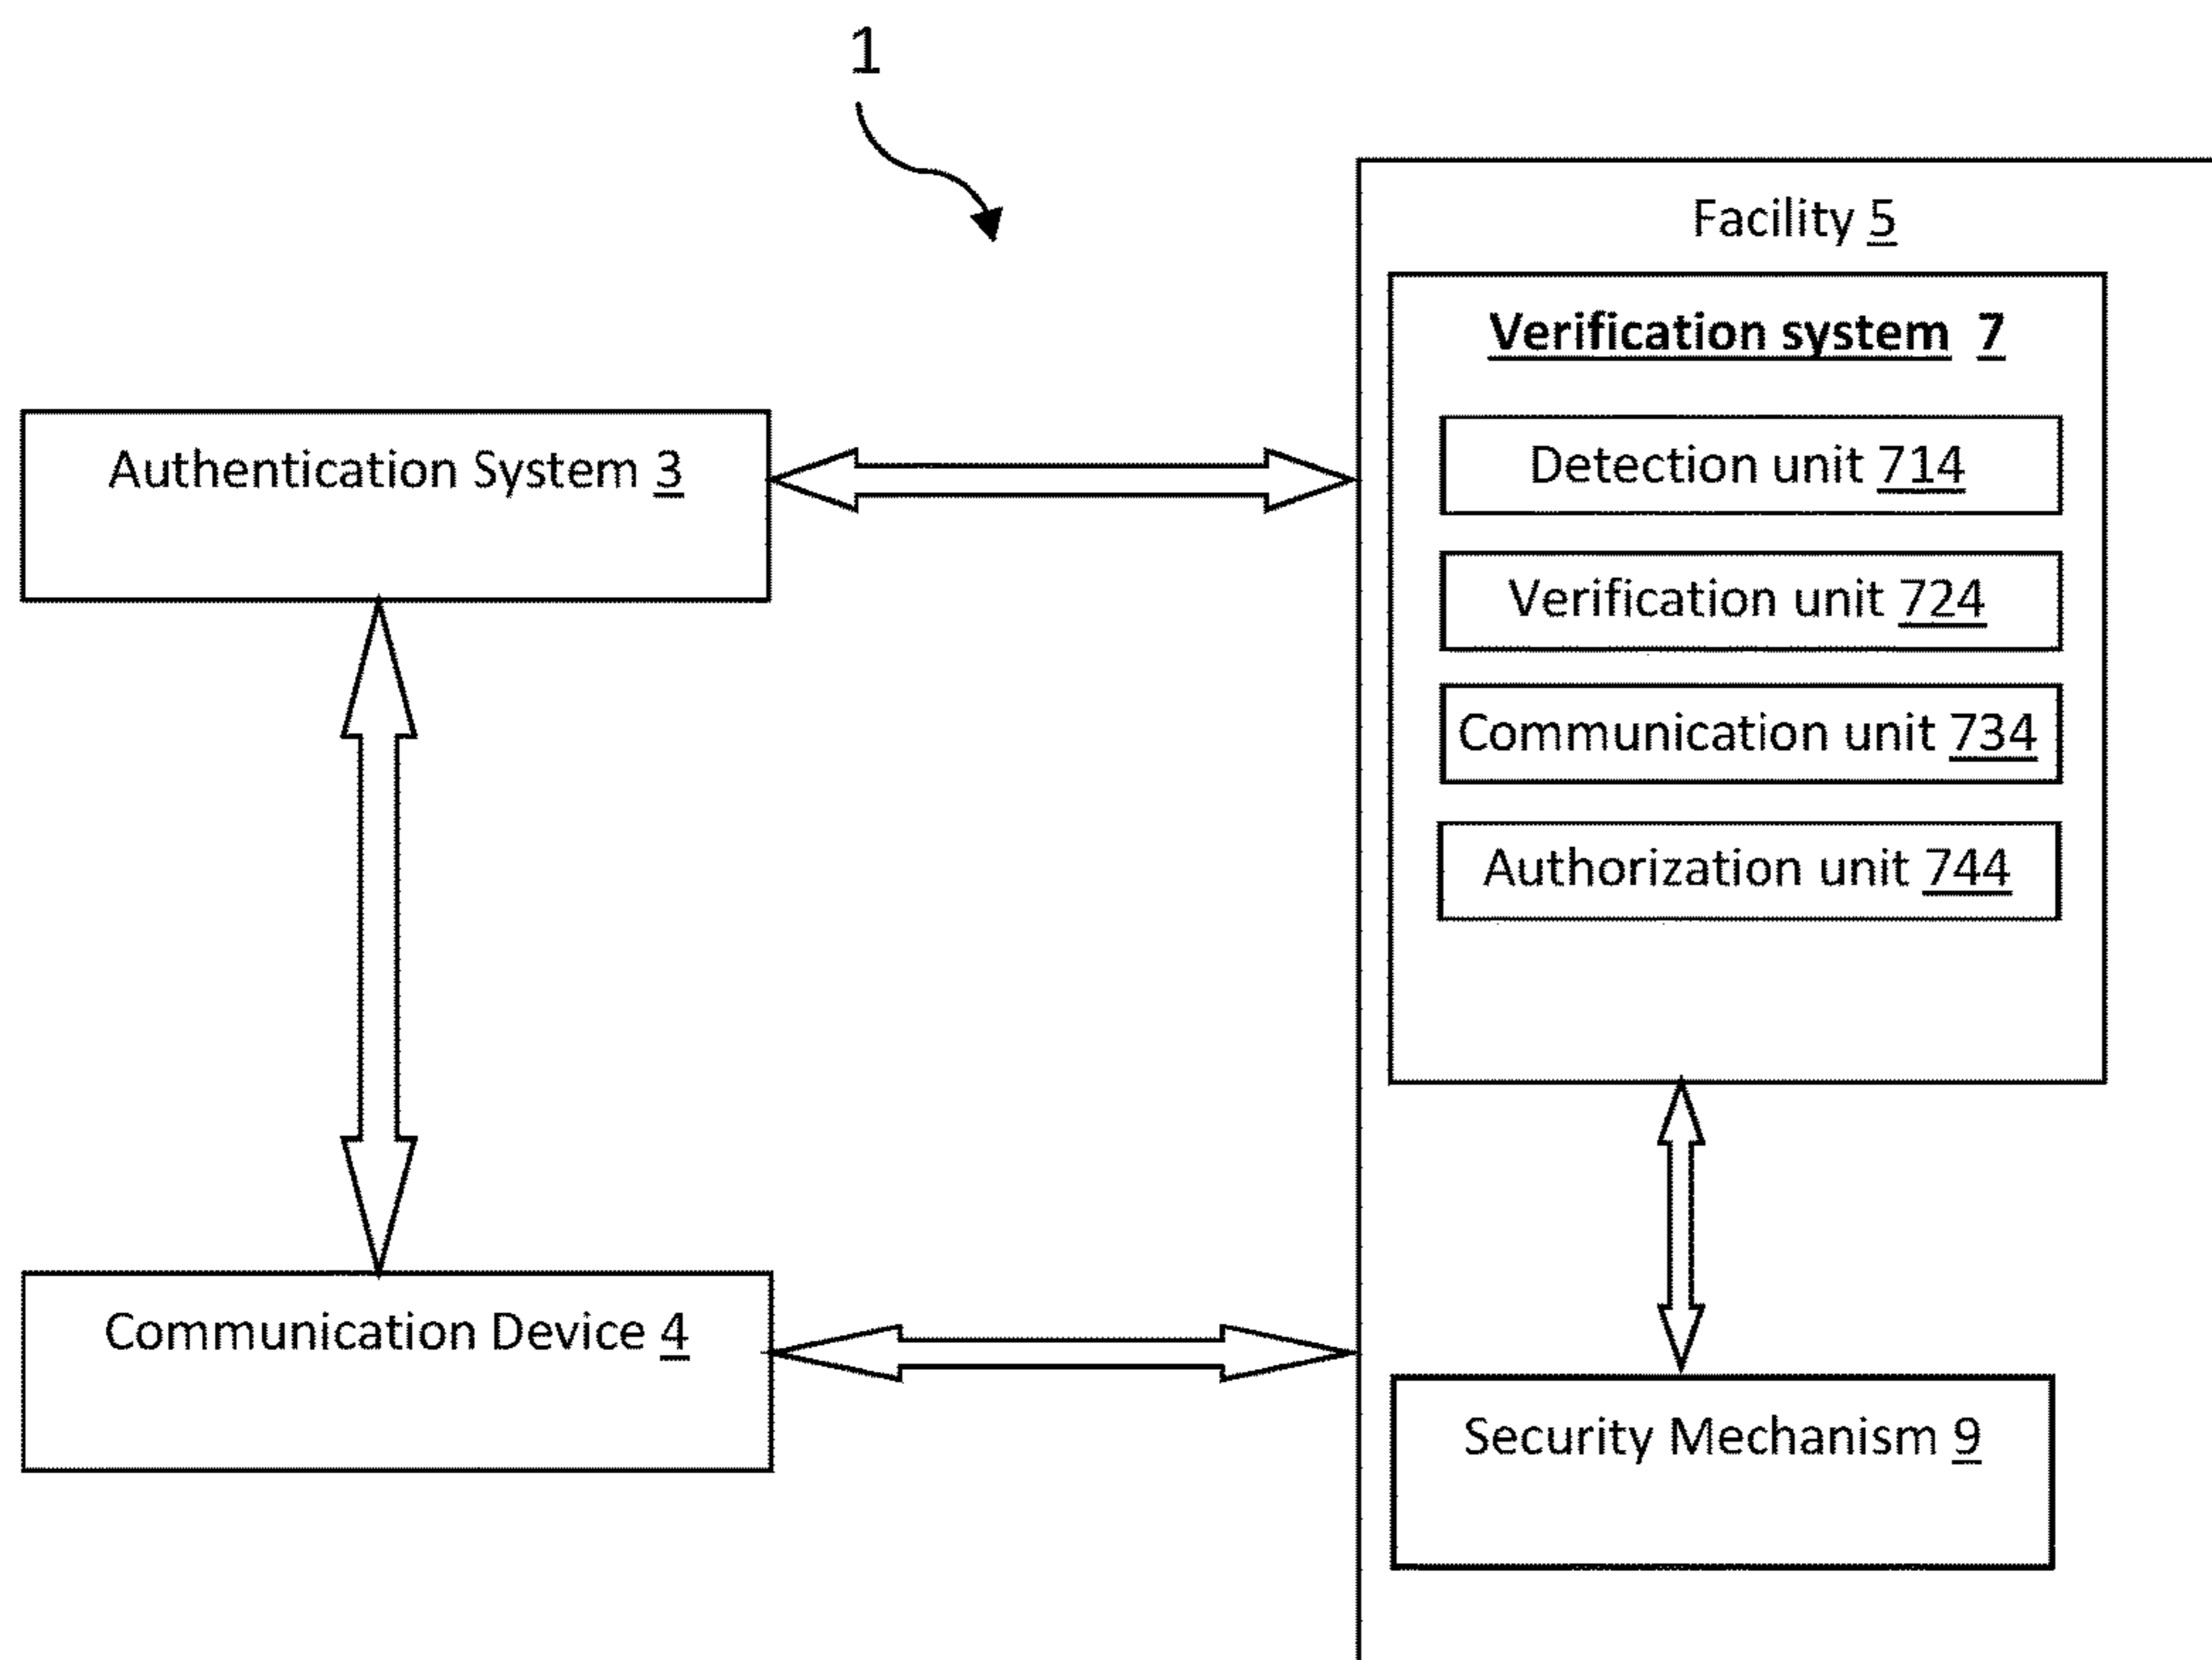 1
Facility 5
Verification system 7
Authentication System 3
Detection unit 714
Verification unit 724
Communication unit 734
Authorization unit 744
Communication Device 4
Security Mechanism 9